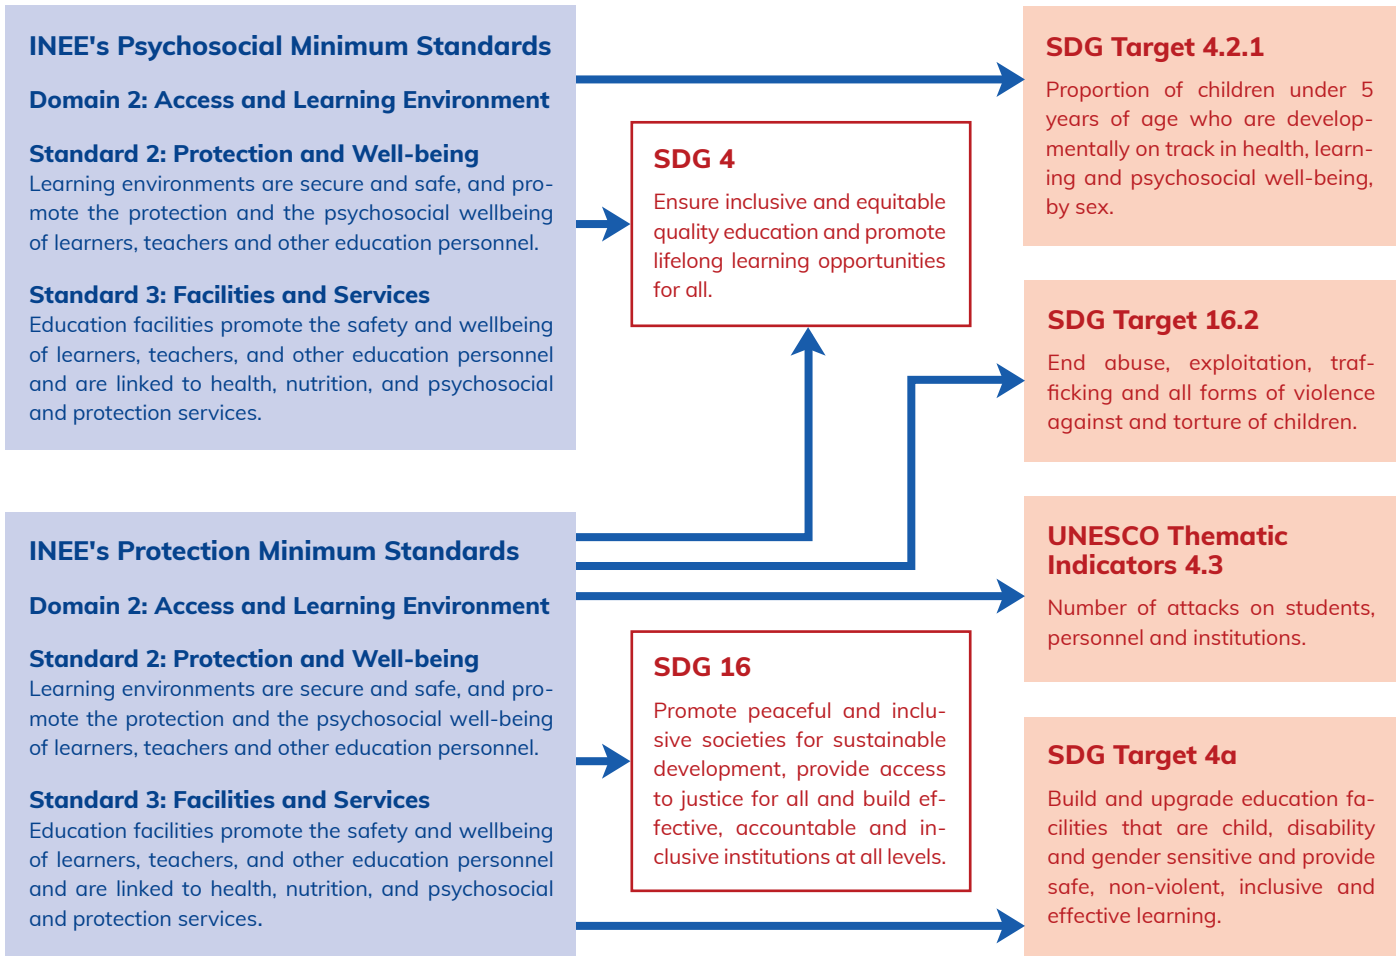 INEE's Psychosocial Minimum Standards
Domain 2: Access and Learning Environment
Standard 2: Protection and Well-being
Learning environments are secure and safe, and pro-
mote the protection and the psychosocial wellbeing
of learners, teachers and other education personnel.
Standard 3: Facilities and Services
Education facilities promote the safety and wellbeing
of learners, teachers, and other education personnel
and are linked to health, nutrition, and psychosocial
and protection services.
INEE's Protection Minimum Standards
Domain 2: Access and Learning Environment
Standard 2: Protection and Well-being
Learning environments are secure and safe, and pro-
mote the protection and the psychosocial well-being
of learners, teachers and other education personnel.
Standard 3: Facilities and Services
Education facilities promote the safety and wellbeing
of learners, teachers, and other education personnel
and are linked to health, nutrition, and psychosocial
and protection services.
SDG 4
Ensure inclusive and equitable
quality education and promote
lifelong learning opportunities
for all.
SDG 16
Promote peaceful and inclu-
sive societies for sustainable
development, provide access
to justice for all and build ef-
fective, accountable and in-
clusive institutions at all levels.
SDG Target 4.2.1
Proportion of children under 5
years of age who are develop-
mentally on track in health, learn-
ing and psychosocial well-being,
by sex.
SDG Target 16.2
End abuse, exploitation, traf-
ficking and all forms of violence
against and torture of children.
UNESCO Thematic
Indicators 4.3
Number of attacks on students,
personnel and institutions.
SDG Target 4a
Build and upgrade education fa-
cilities that are child, disability
and gender sensitive and provide
safe, non-violent, inclusive and
effective learning.